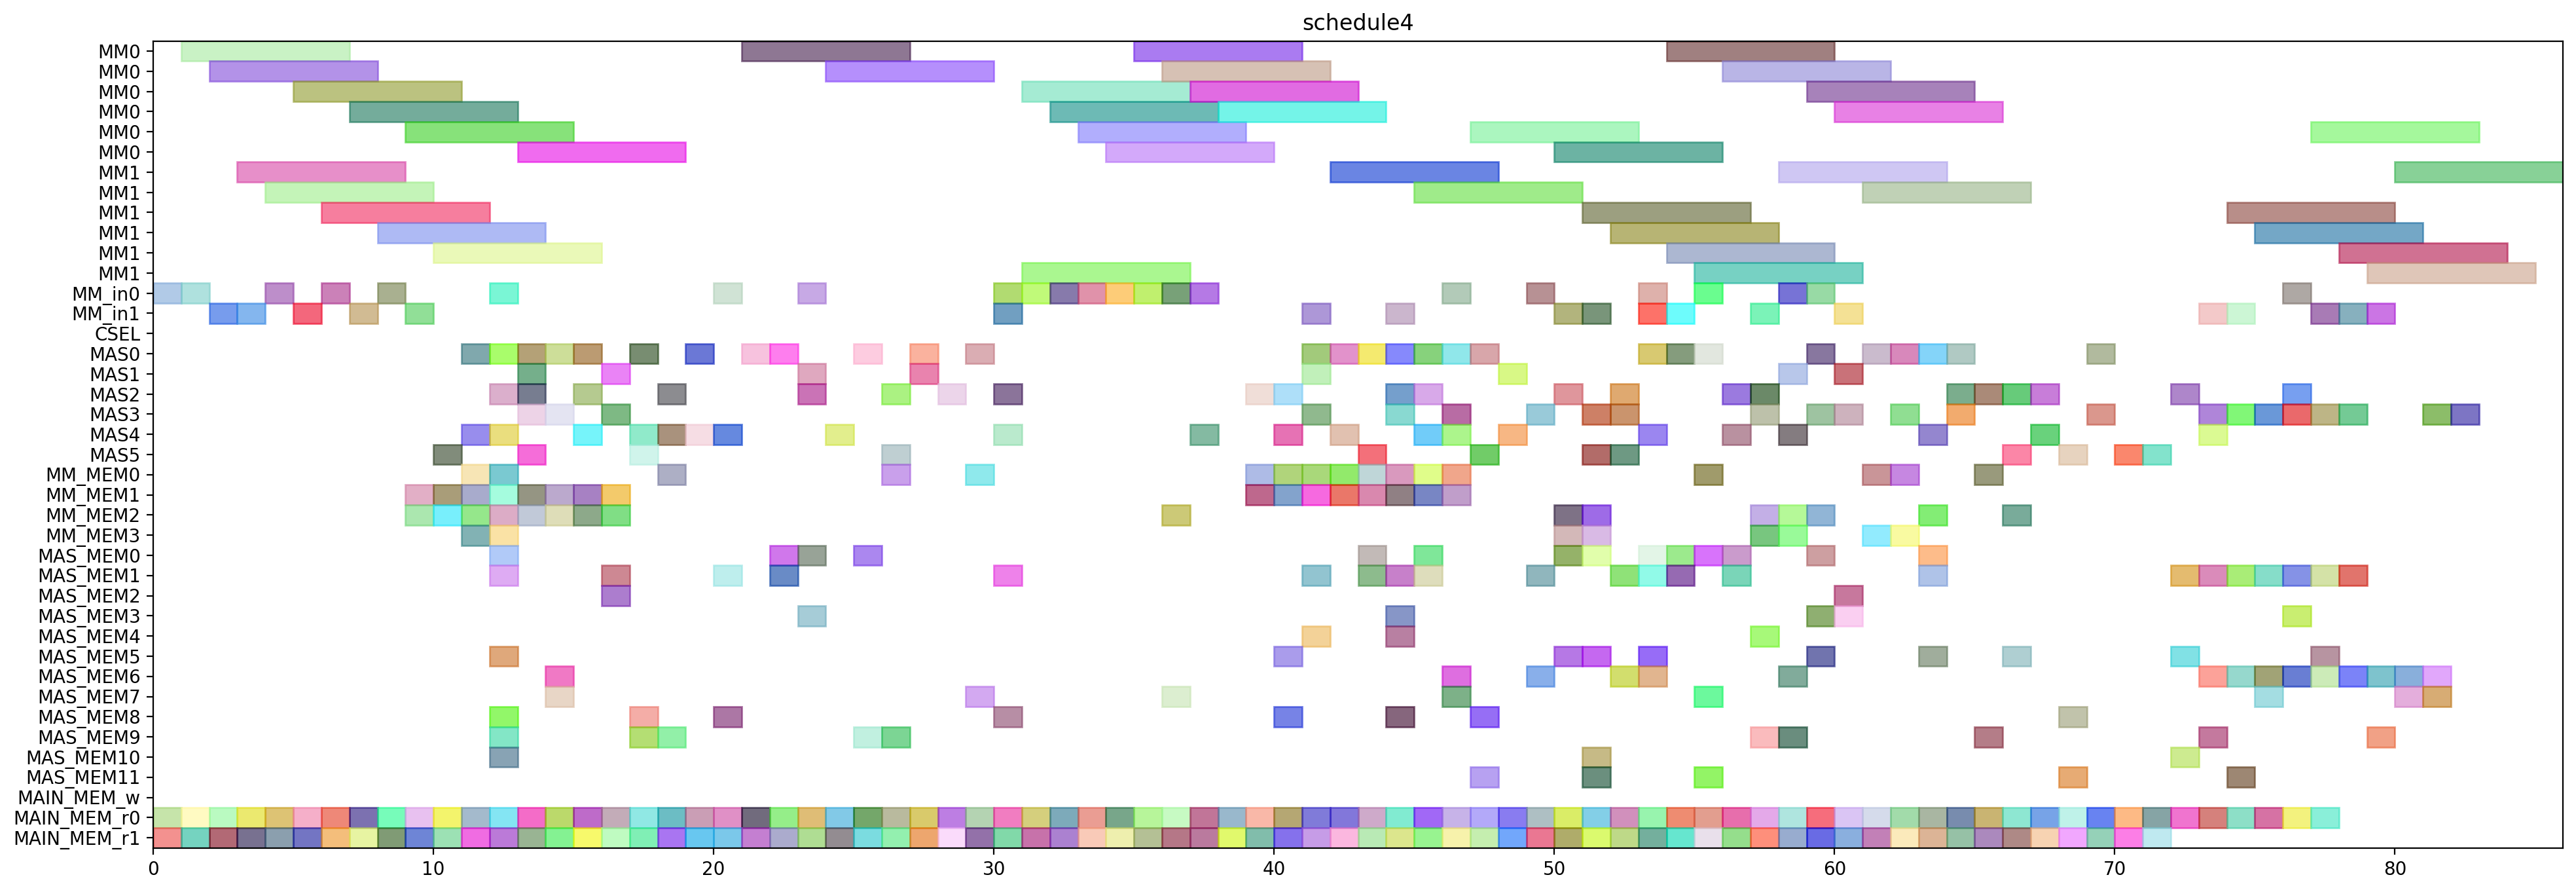 schedule4
MM0
MM0
MM0
MM0
MM0
MM0
MM1
MM1
MM1
MM1
MM1
MM1
MM_in0
MM_in1
CSEL
MAS0
MAS1
MAS2
MAS3
MAS4
MAS5
MM_MEM0
MM_MEM1
MM_MEM2
MM_MEM3
MAS_MEM0
MAS_MEM1
MAS_MEM2
MAS_MEM3
MAS_MEM4
MAS_MEM5
MAS_MEM6
MAS_MEM7
MAS_MEM8
MAS_MEM9
MAS_MEM10
MAS_MEM11
MAIN_MEM_w
MAIN_MEM_r0
MAIN_MEM_r1
0 10 20 30 40 50 60 70 80